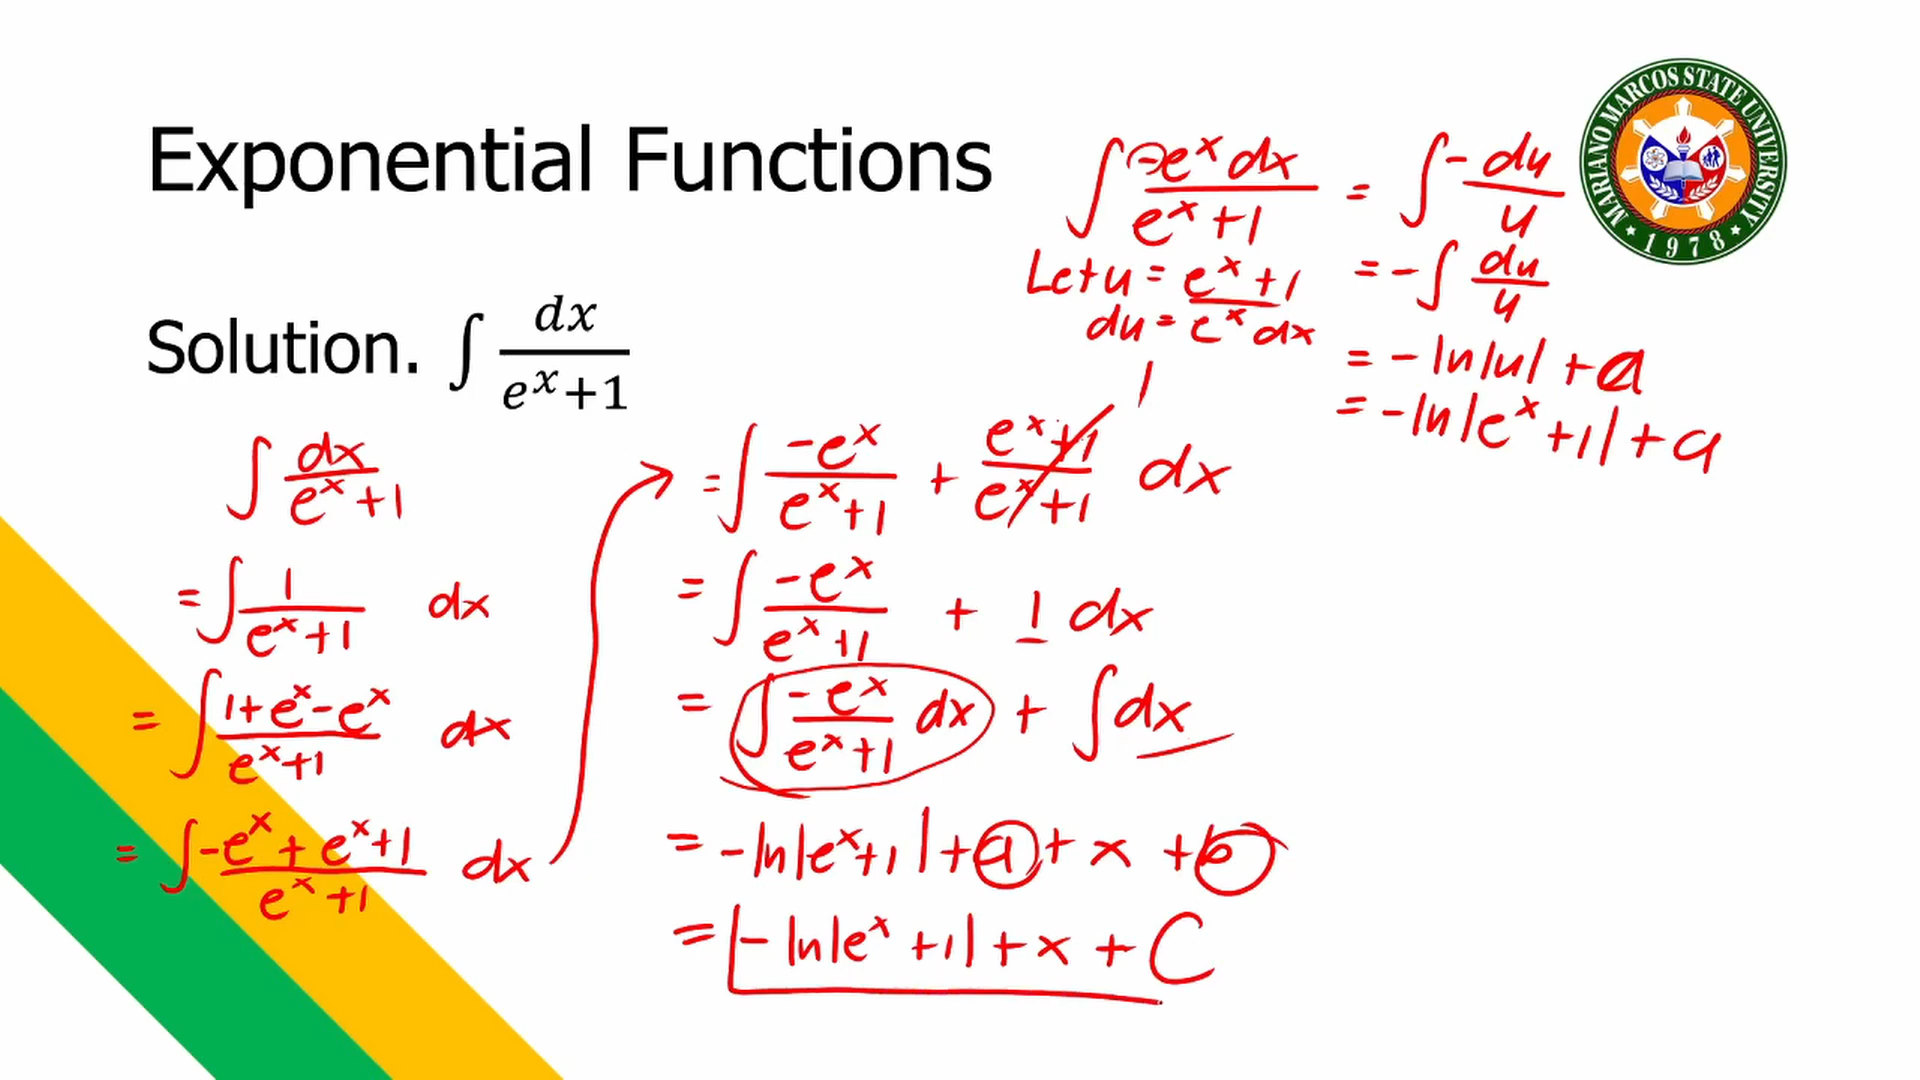 Exponential Functions
MARIANO MARCOS STATE UNIVERSITY
★ 1978 ★
Solution. ∫ dx/(e^x+1)
∫ dx/(e^x+1)
= ∫ 1/(e^x+1) dx
= ∫ (1+e^x-e^x)/(e^x+1) dx
= ∫ (-e^x+e^x+1)/(e^x+1) dx
= ∫ -e^x/(e^x+1) + (e^x+1)/(e^x+1) dx
1
= ∫ -e^x/(e^x+1) + 1 dx
= ∫ -e^x/(e^x+1) dx + ∫ dx
= -ln|e^x+1| + a + x + b
= -ln|e^x+1| + x + C
∫ -e^x dx/(e^x+1) = ∫ - du/u
Let u = e^x+1
du = e^x dx
= - ∫ du/u
= -ln|u| + a
= -ln|e^x+1| + a